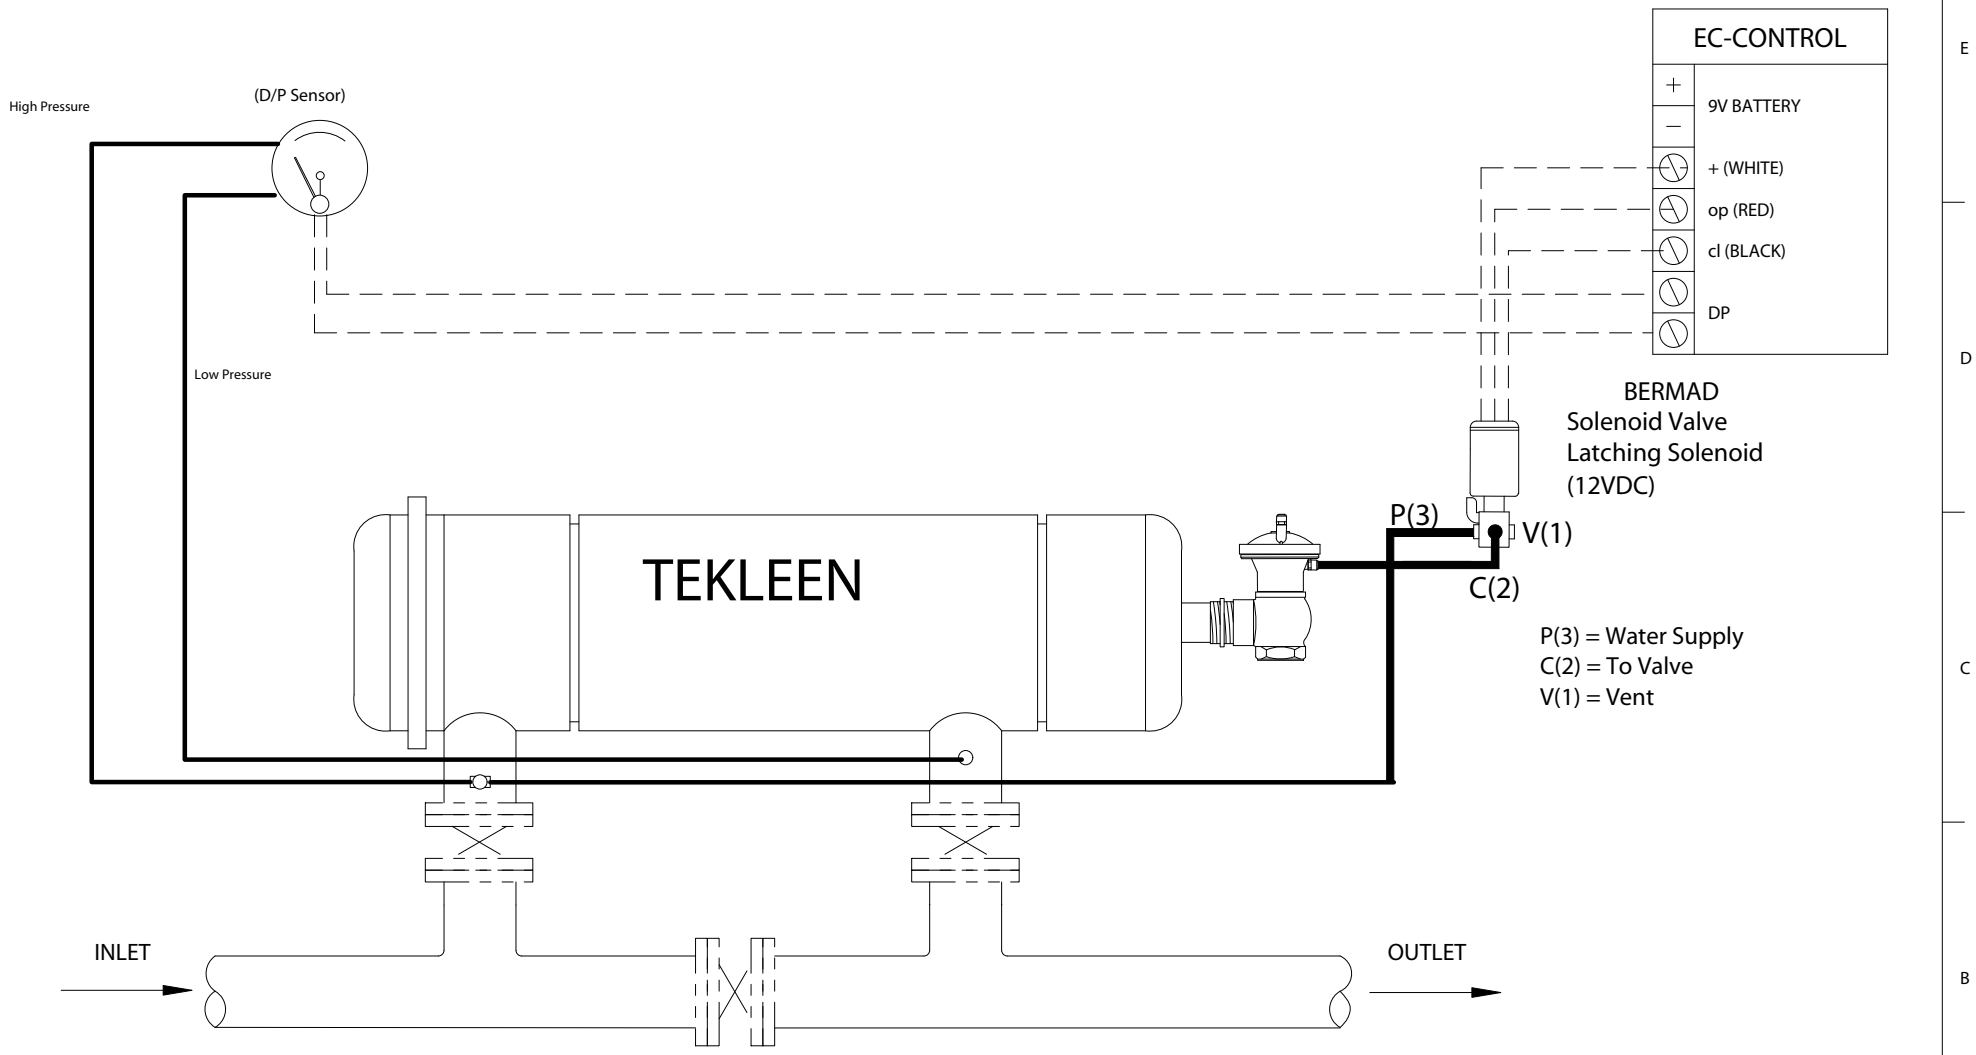 EC-CONTROL
E
+
9V BATTERY
−
(D/P Sensor)
High Pressure
+ (WHITE)
op (RED)
cl (BLACK)
DP
D
Low Pressure
BERMAD
Solenoid Valve
Latching Solenoid
(12VDC)
P(3)
V(1)
C(2)
TEKLEEN
P(3) = Water Supply
C(2) = To Valve
V(1) = Vent
C
INLET
OUTLET
B